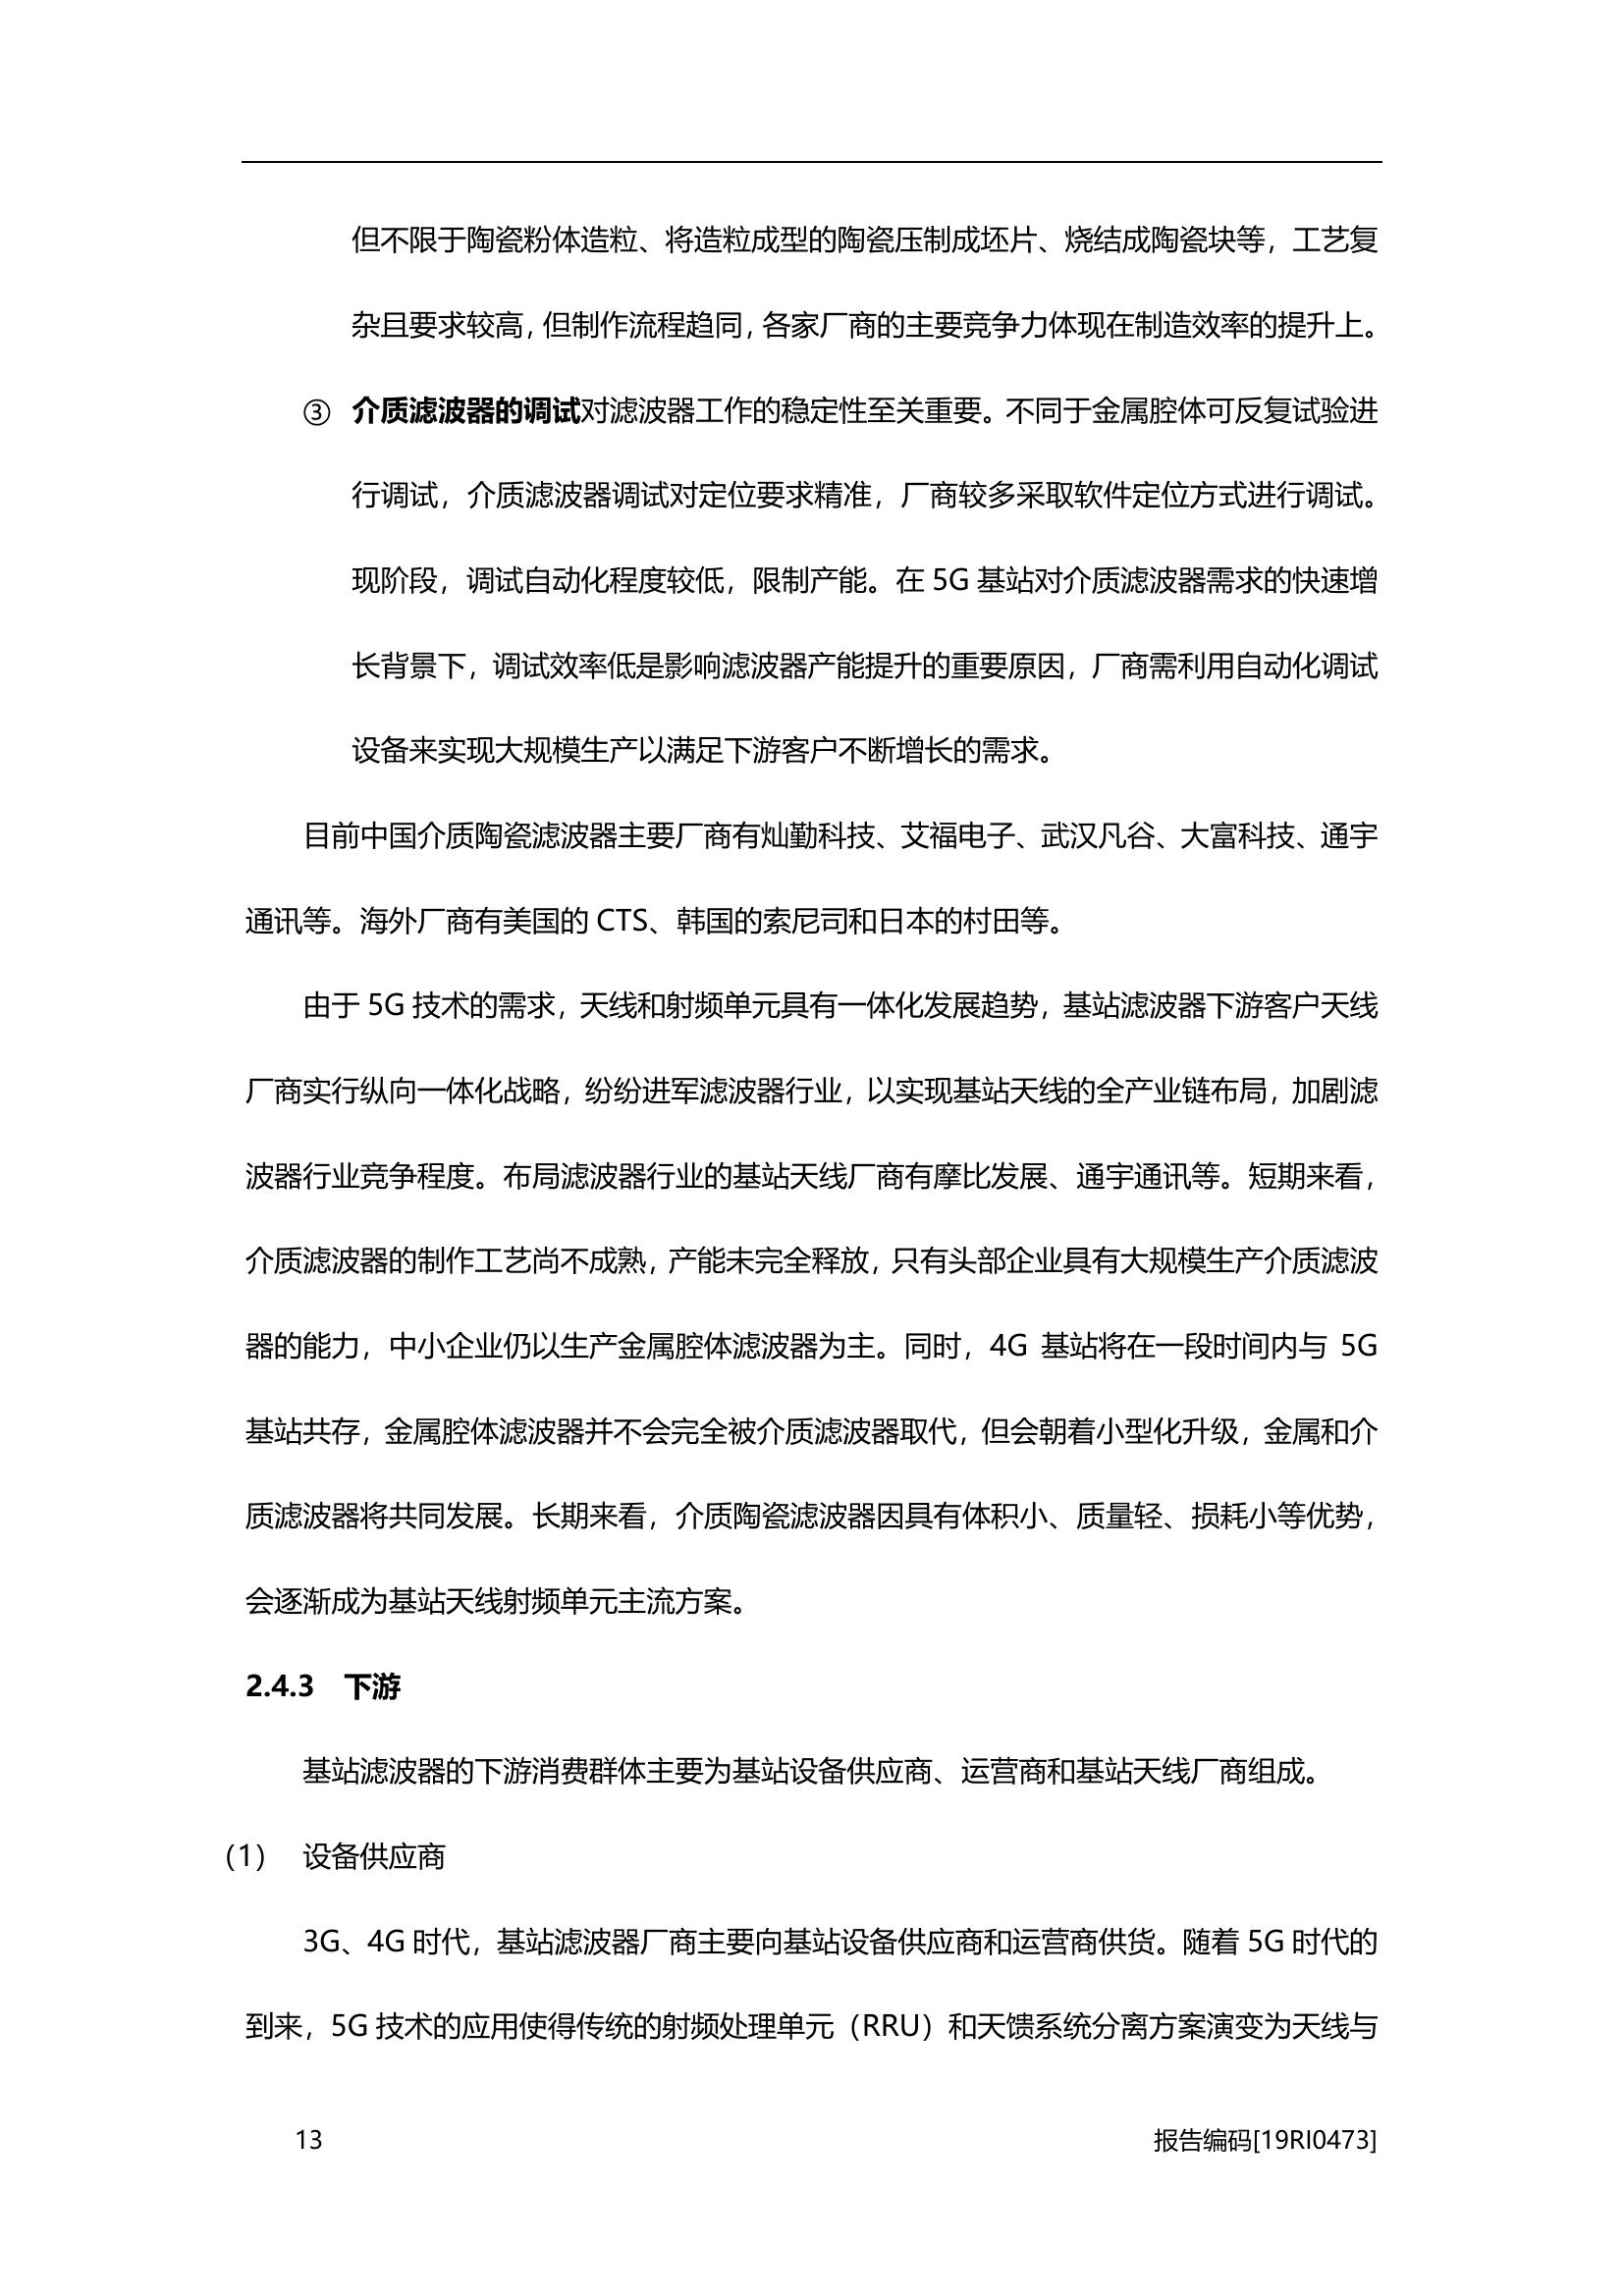 但不限于陶瓷粉体造粒、将造粒成型的陶瓷压制成坯片、烧结成陶瓷块等，工艺复
杂且要求较高，但制作流程趋同，各家厂商的主要竞争力体现在制造效率的提升上。
③ 介质滤波器的调试对滤波器工作的稳定性至关重要。不同于金属腔体可反复试验进
行调试，介质滤波器调试对定位要求精准，厂商较多采取软件定位方式进行调试。
现阶段，调试自动化程度较低，限制产能。在 5G 基站对介质滤波器需求的快速增
长背景下，调试效率低是影响滤波器产能提升的重要原因，厂商需利用自动化调试
设备来实现大规模生产以满足下游客户不断增长的需求。
目前中国介质陶瓷滤波器主要厂商有灿勤科技、艾福电子、武汉凡谷、大富科技、通宇
通讯等。海外厂商有美国的 CTS、韩国的索尼司和日本的村田等。
由于 5G 技术的需求，天线和射频单元具有一体化发展趋势，基站滤波器下游客户天线
厂商实行纵向一体化战略，纷纷进军滤波器行业，以实现基站天线的全产业链布局，加剧滤
波器行业竞争程度。布局滤波器行业的基站天线厂商有摩比发展、通宇通讯等。短期来看，
介质滤波器的制作工艺尚不成熟，产能未完全释放，只有头部企业具有大规模生产介质滤波
器的能力，中小企业仍以生产金属腔体滤波器为主。同时，4G 基站将在一段时间内与 5G
基站共存，金属腔体滤波器并不会完全被介质滤波器取代，但会朝着小型化升级，金属和介
质滤波器将共同发展。长期来看，介质陶瓷滤波器因具有体积小、质量轻、损耗小等优势，
会逐渐成为基站天线射频单元主流方案。
2.4.3 下游
基站滤波器的下游消费群体主要为基站设备供应商、运营商和基站天线厂商组成。
（1） 设备供应商
3G、4G 时代，基站滤波器厂商主要向基站设备供应商和运营商供货。随着 5G 时代的
到来，5G 技术的应用使得传统的射频处理单元（RRU）和天馈系统分离方案演变为天线与
13 报告编码[19RI0473]